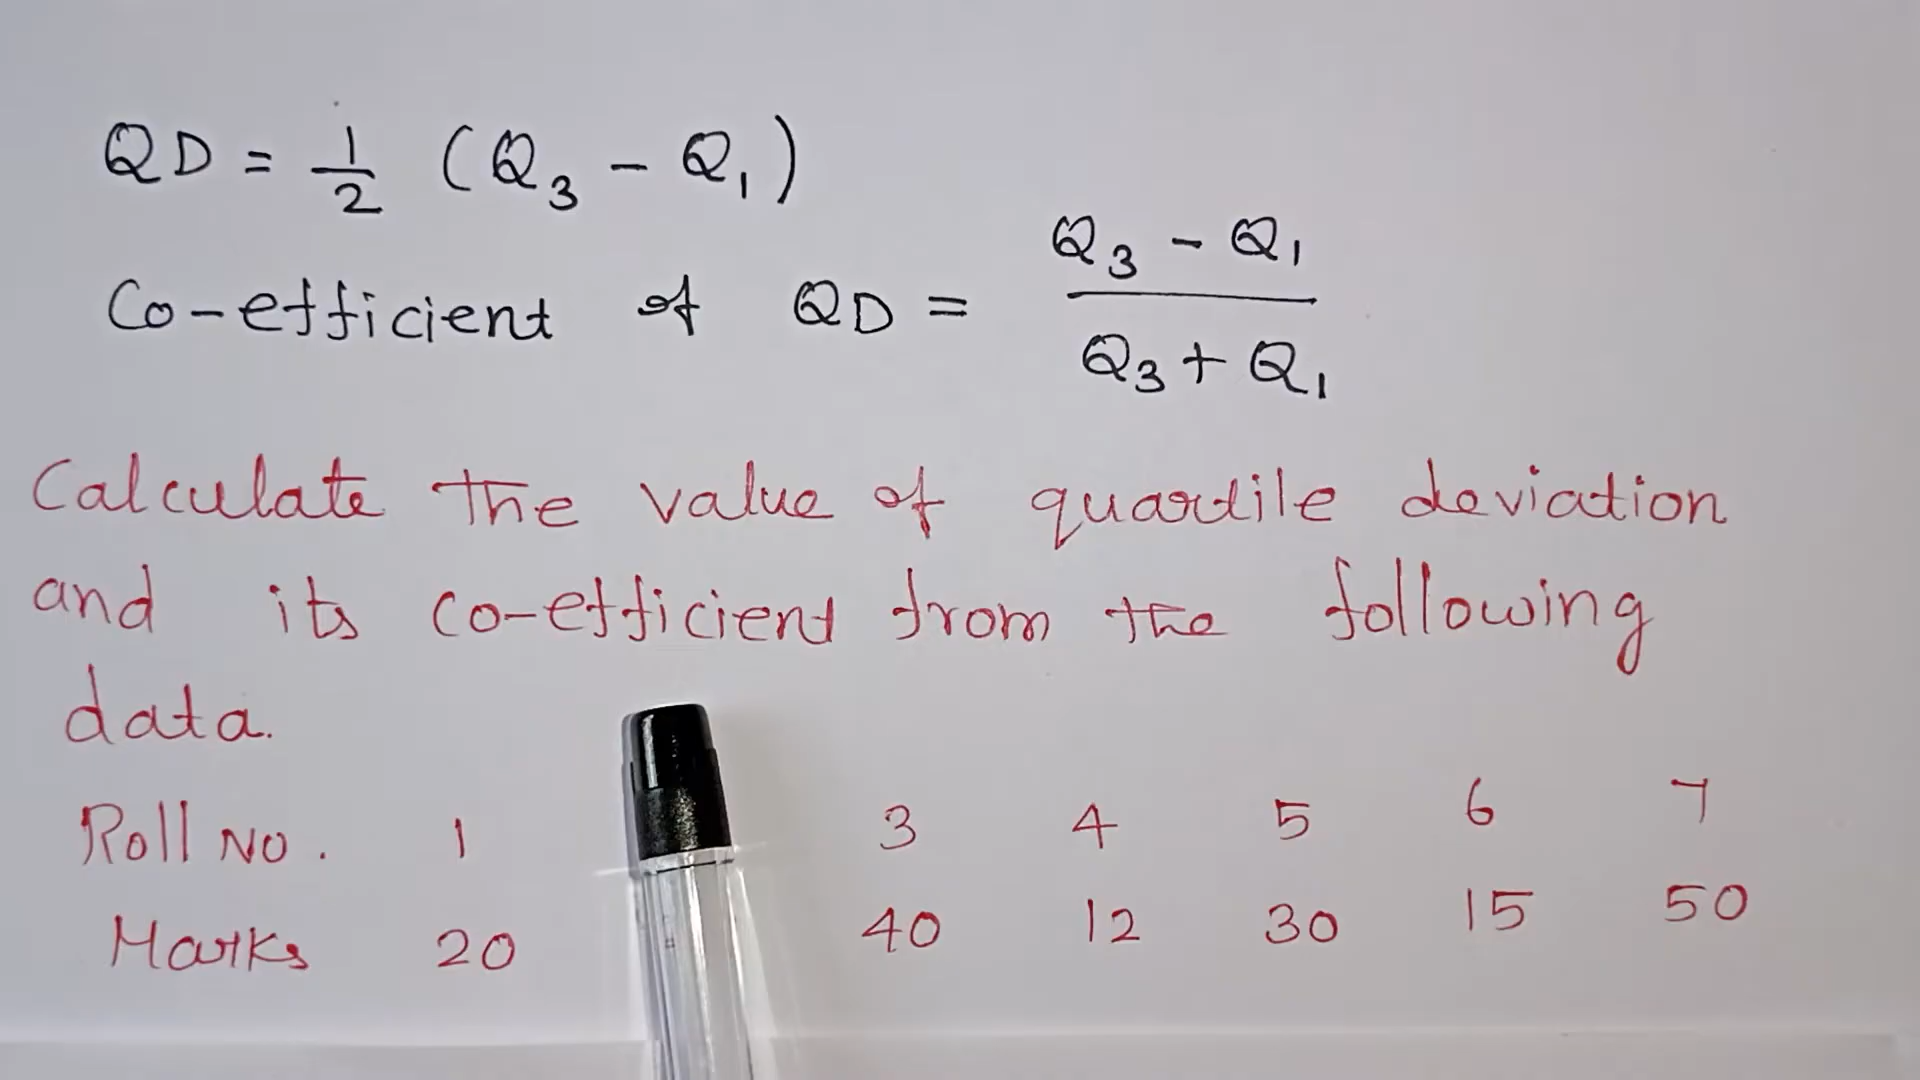 QD = 1/2 (Q3 - Q1)
Co-efficient of QD = Q3 - Q1 / Q3 + Q1
Calculate the value of quartile deviation
and its co-efficient from the following
data.
Roll No. 1 3 4 5 6 7
Marks 20 40 12 30 15 50